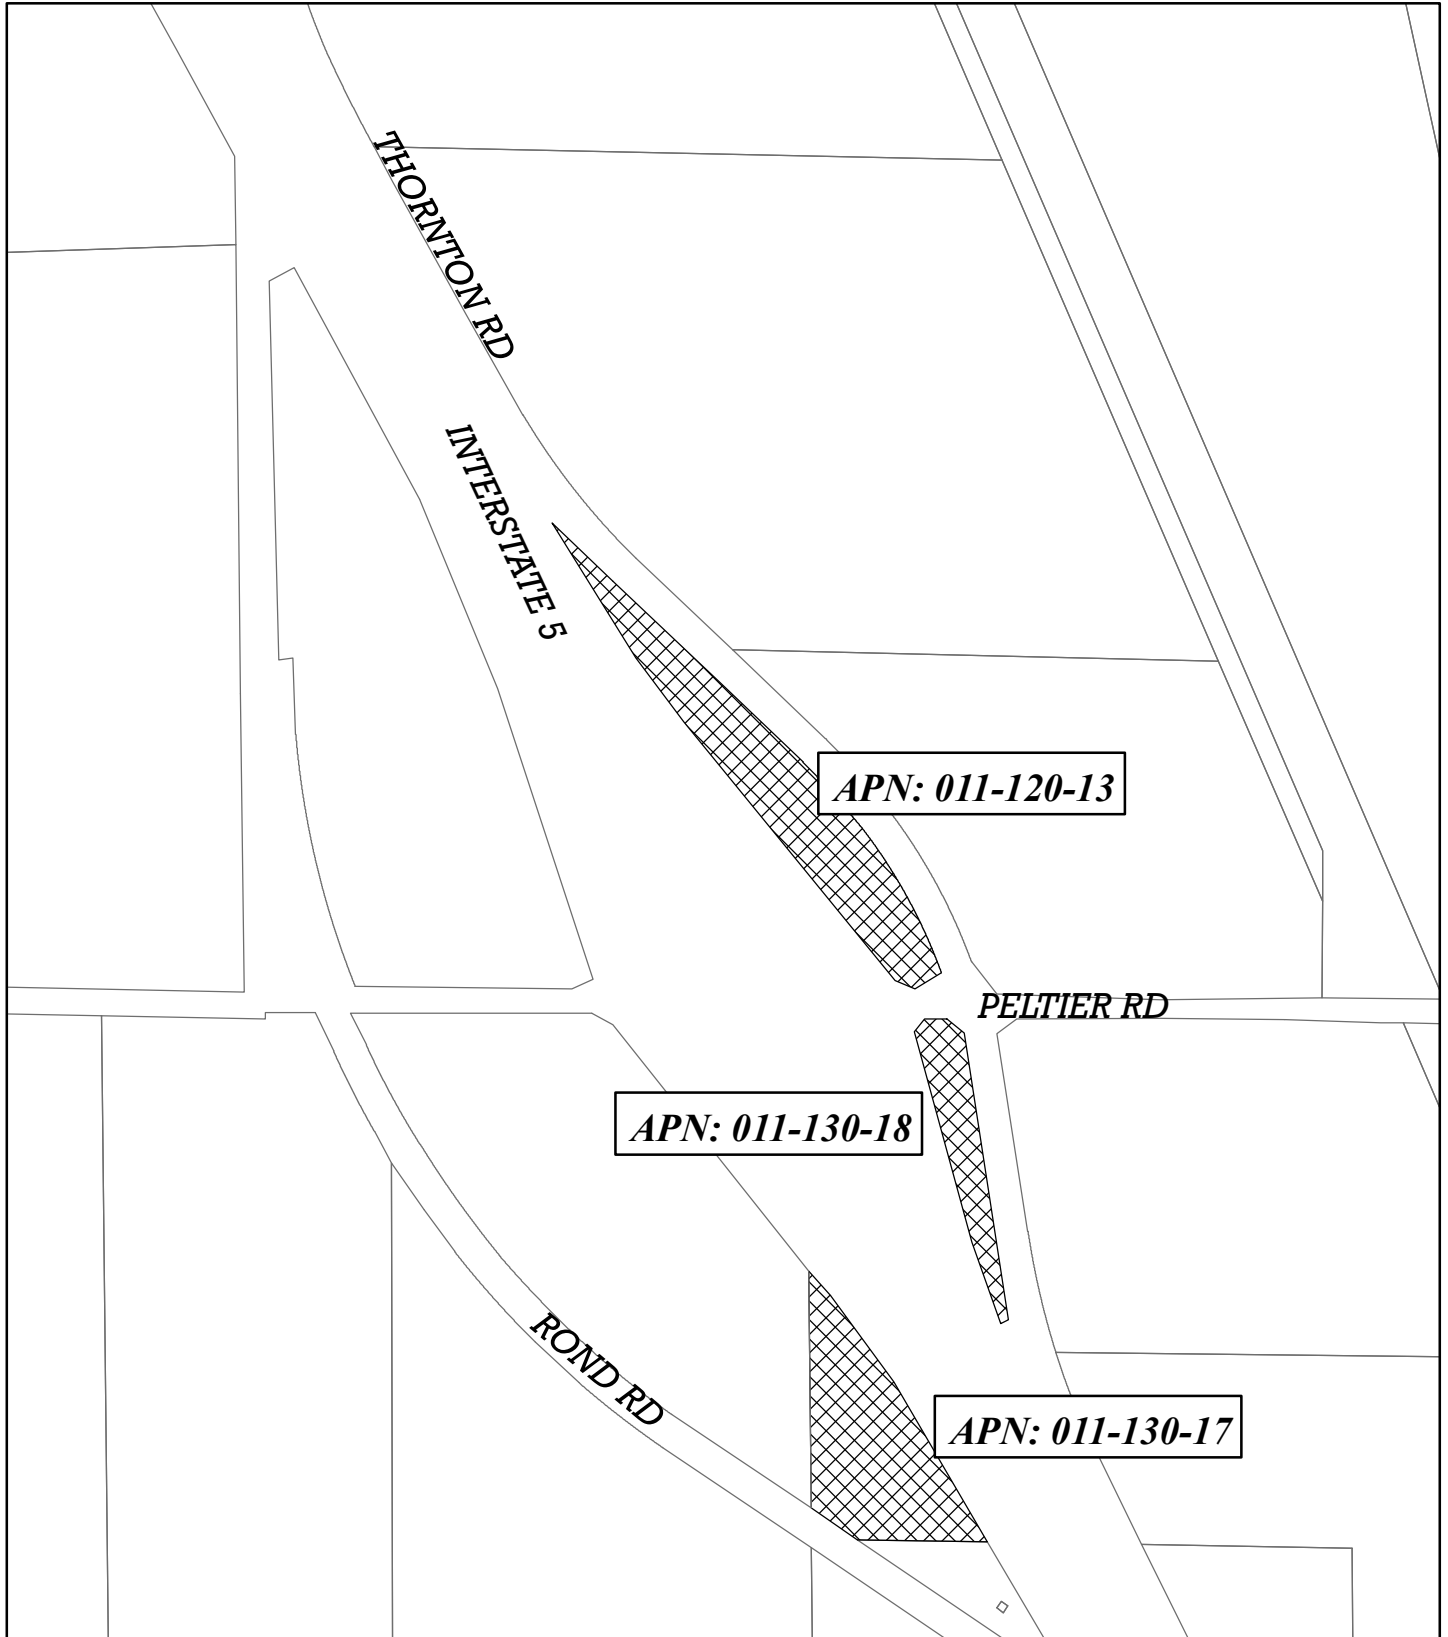 THORNTON RD
INTERSTATE 5
APN: 011-120-13
PELTIER RD
APN: 011-130-18
ROND RD
APN: 011-130-17